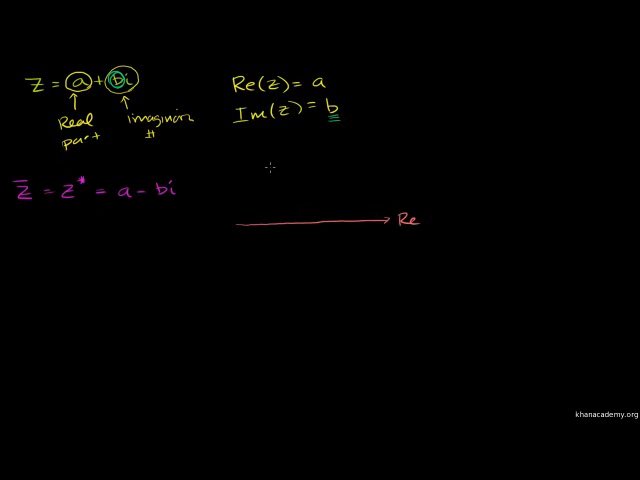 z = a + bi
Re(z) = a
Im(z) = b
Real part
imaginary #
z̅ = z* = a - bi
Re
khanacademy.org